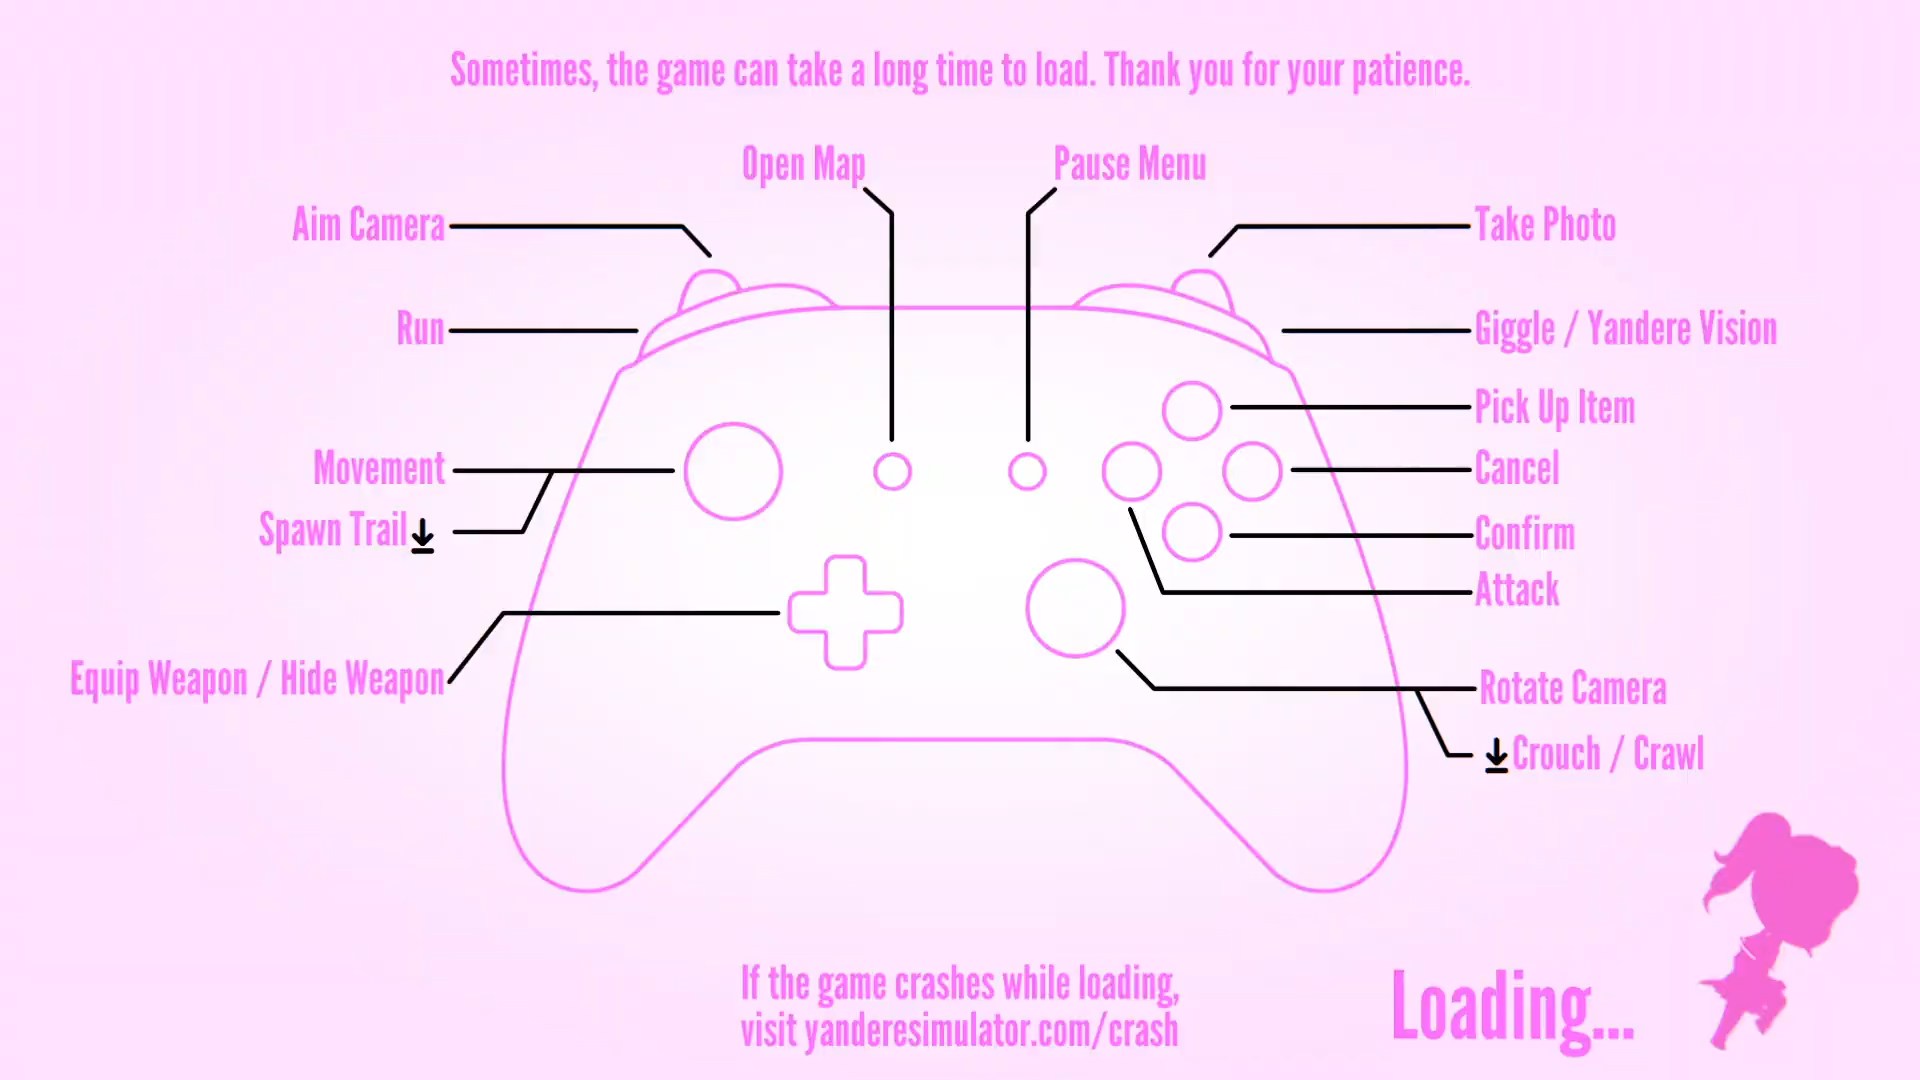 Sometimes, the game can take a long time to load. Thank you for your patience.
Open Map
Pause Menu
Aim Camera
Take Photo
Run
Giggle / Yandere Vision
Pick Up Item
Movement
Cancel
Spawn Trail
Confirm
Attack
Equip Weapon / Hide Weapon
Rotate Camera
Crouch / Crawl
If the game crashes while loading,
visit yanderesimulator.com/crash
Loading...